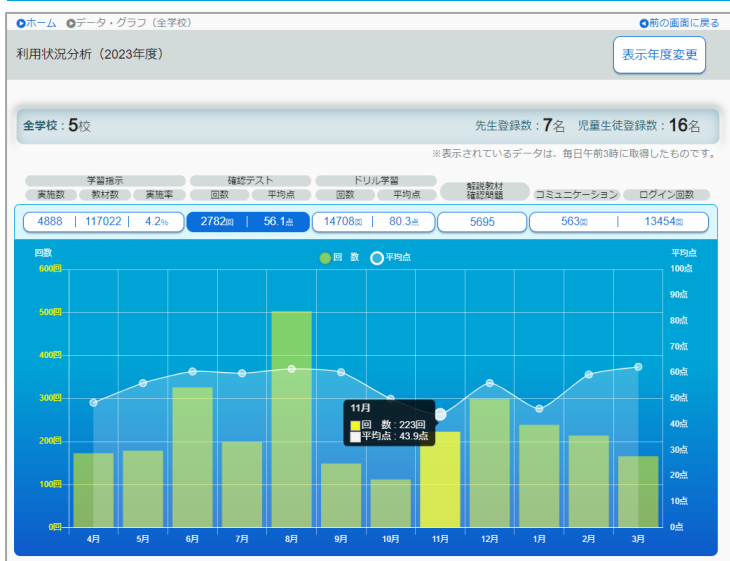 ホーム データ・グラフ（全学校） 前の画面に戻る
利用状況分析（2023年度） 表示年度変更
全学校：5校 先生登録数：7名 児童生徒登録数：16名
※表示されているデータは、毎日午前3時に取得したものです。
学習指示 確認テスト ドリル学習 解説教材
実施数 教材数 実施率 回数 平均点 回数 平均点 確認問題 コミュニケーション ログイン回数
4888 | 117022 | 4.2% 2782回 | 56.1点 14708回 | 80.3点 5695 563回 | 13454回
回数 回 数 平均点 平均点
600回 100点
90点
500回
80点
70点
400回
60点
300回 50点
11月
回 数 : 223回
平均点 : 43.9点
40点
200回
30点
20点
100回
10点
0回 0点
4月 5月 6月 7月 8月 9月 10月 11月 12月 1月 2月 3月